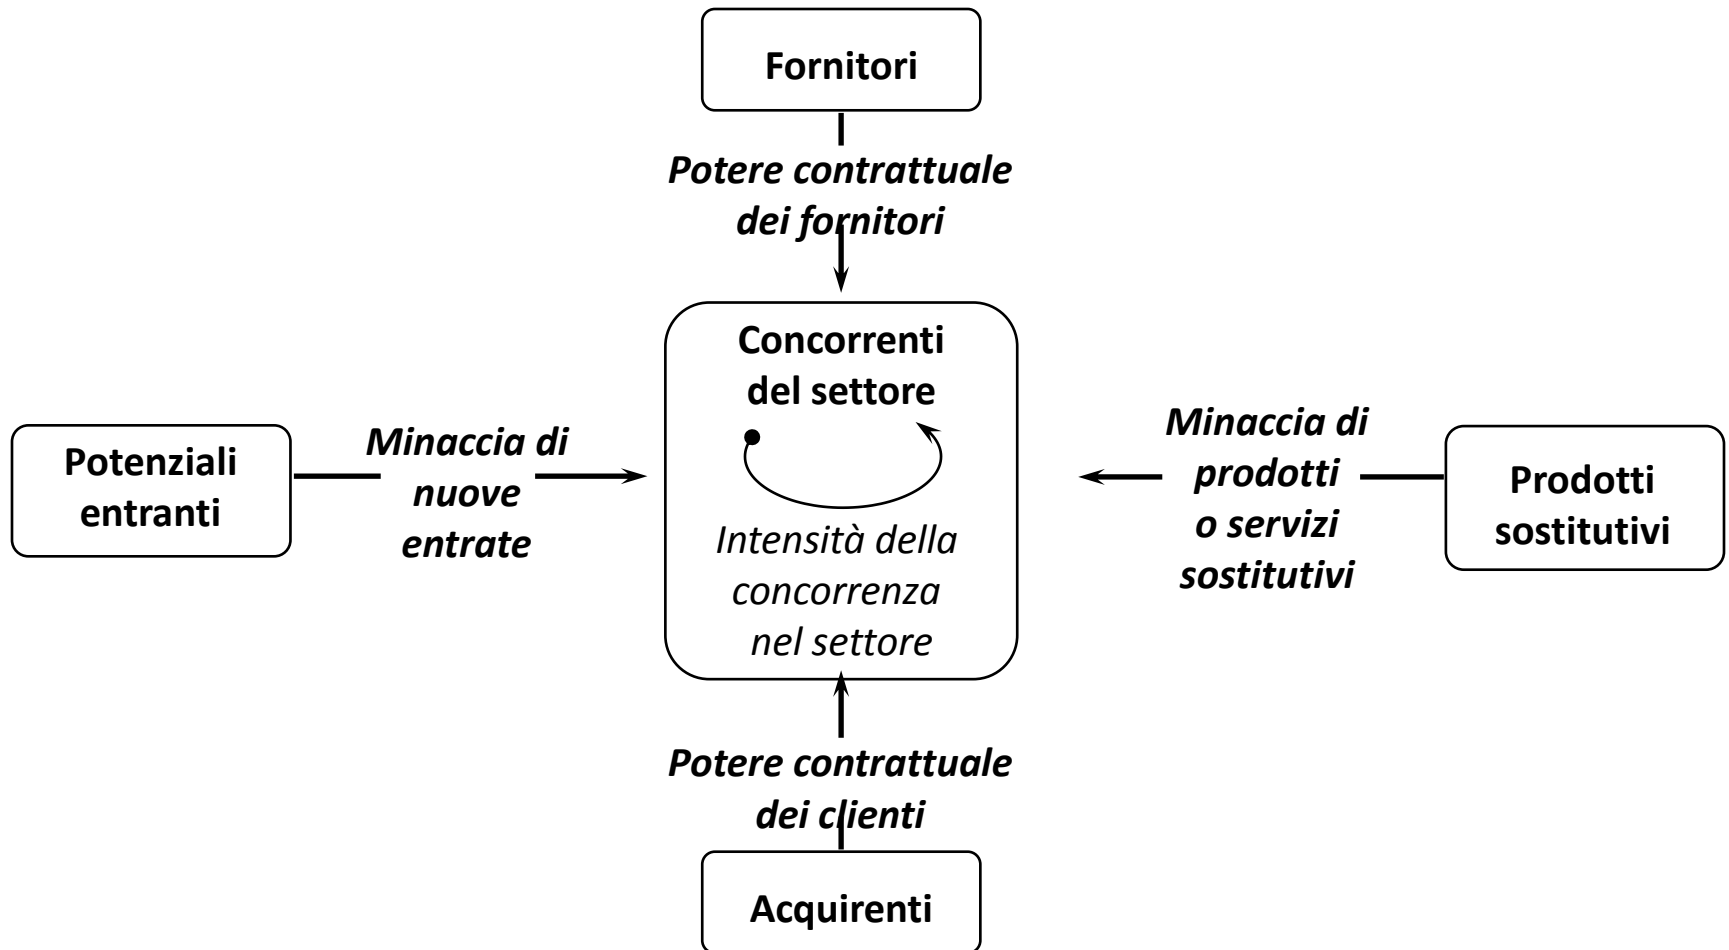 Fornitori
Potere contrattuale
dei fornitori
Concorrenti
del settore
Potenziali
entranti
Minaccia di
nuove
entrate
Intensità della
concorrenza
nel settore
Minaccia di
prodotti
o servizi
sostitutivi
Prodotti
sostitutivi
Potere contrattuale
dei clienti
Acquirenti